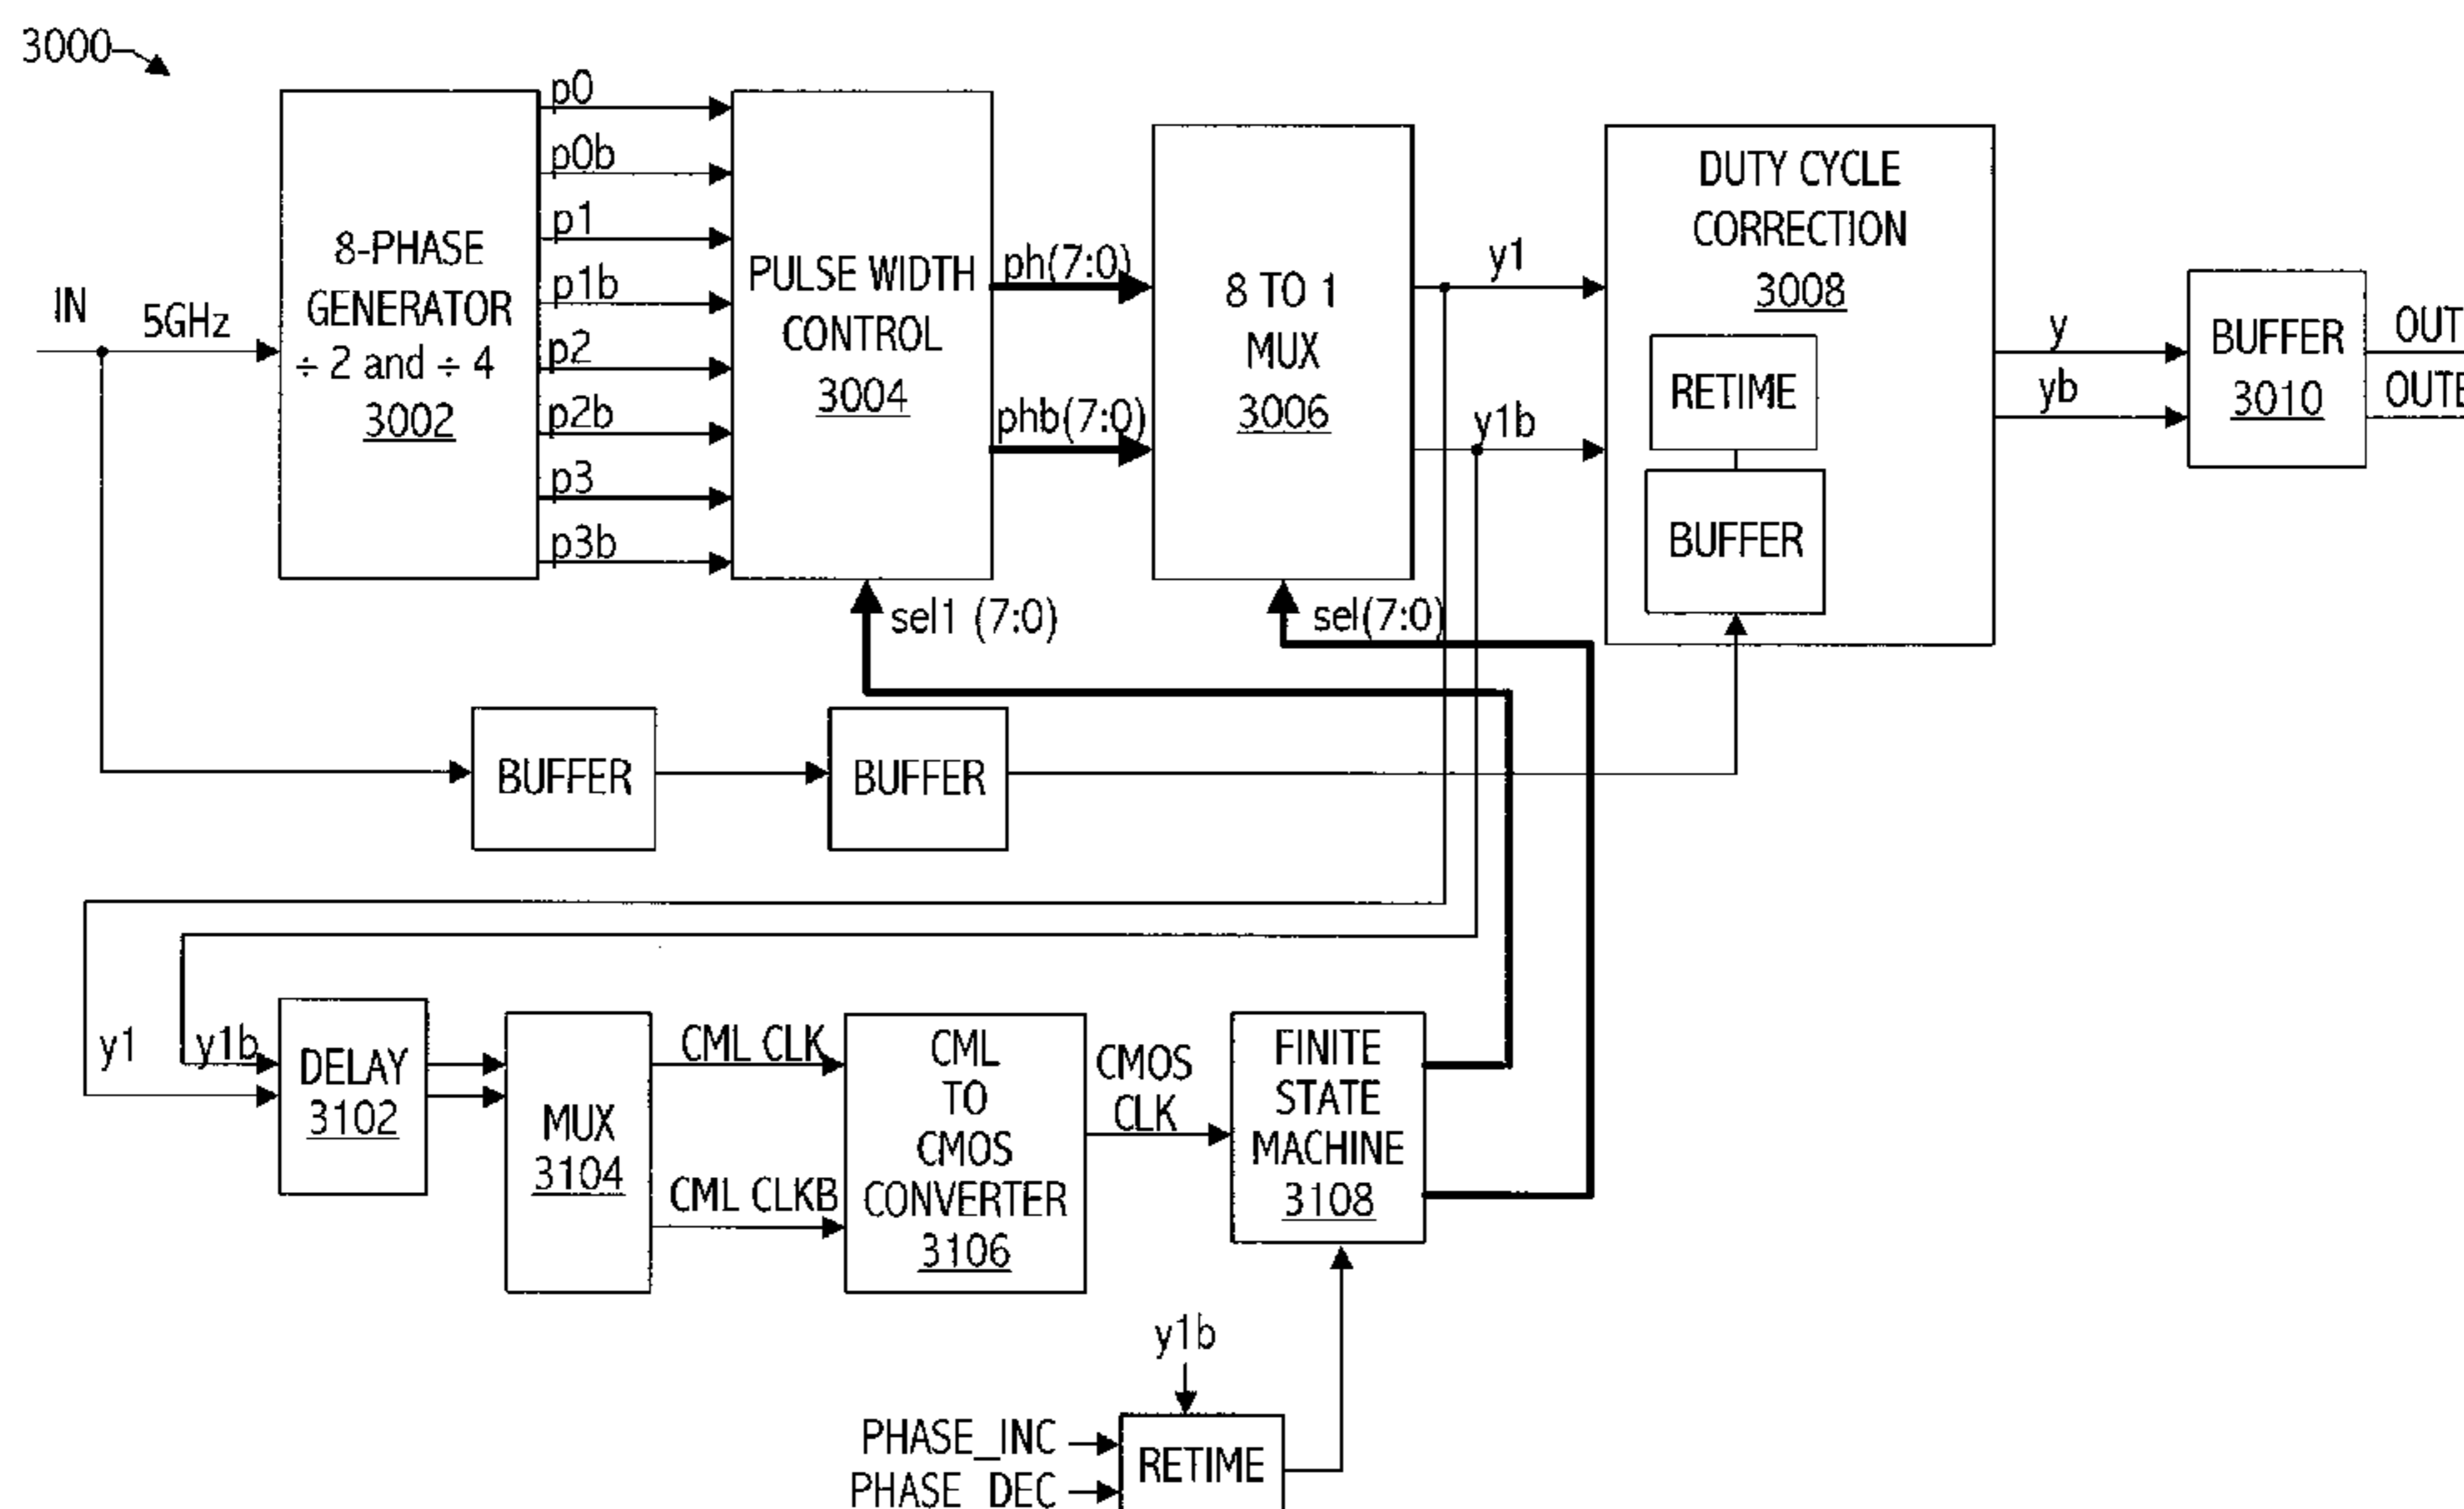 3000
IN
5GHz
8-PHASE
GENERATOR
÷ 2 and ÷ 4
3002
p0
p0b
p1
p1b
p2
p2b
p3
p3b
PULSE WIDTH
CONTROL
3004
ph(7:0)
phb(7:0)
8 TO 1
MUX
3006
y1
y1b
DUTY CYCLE
CORRECTION
3008
RETIME
BUFFER
y
yb
BUFFER
3010
OUT
OUTB
sel1 (7:0)
sel(7:0)
BUFFER
BUFFER
y1
y1b
DELAY
3102
MUX
3104
CML CLK
CML CLKB
CML
TO
CMOS
CONVERTER
3106
CMOS
CLK
FINITE
STATE
MACHINE
3108
y1b
PHASE_INC
PHASE_DEC
RETIME